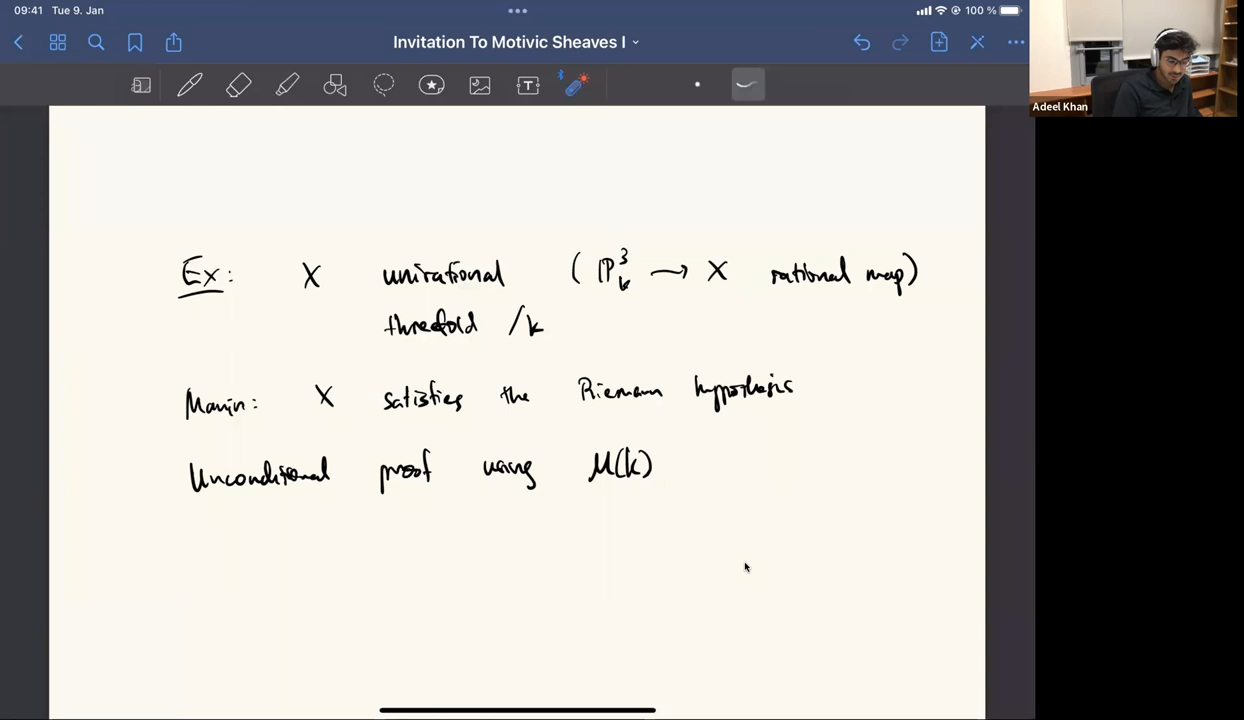 09:41 Tue 9. Jan
100 %
Invitation To Motivic Sheaves I
T
Adeel Khan
Ex: X unirational (ℙ³ₖ → X rational map)
threefold /k
Manin: X satisfies the Riemann hypothesis
Unconditional proof using M(k)